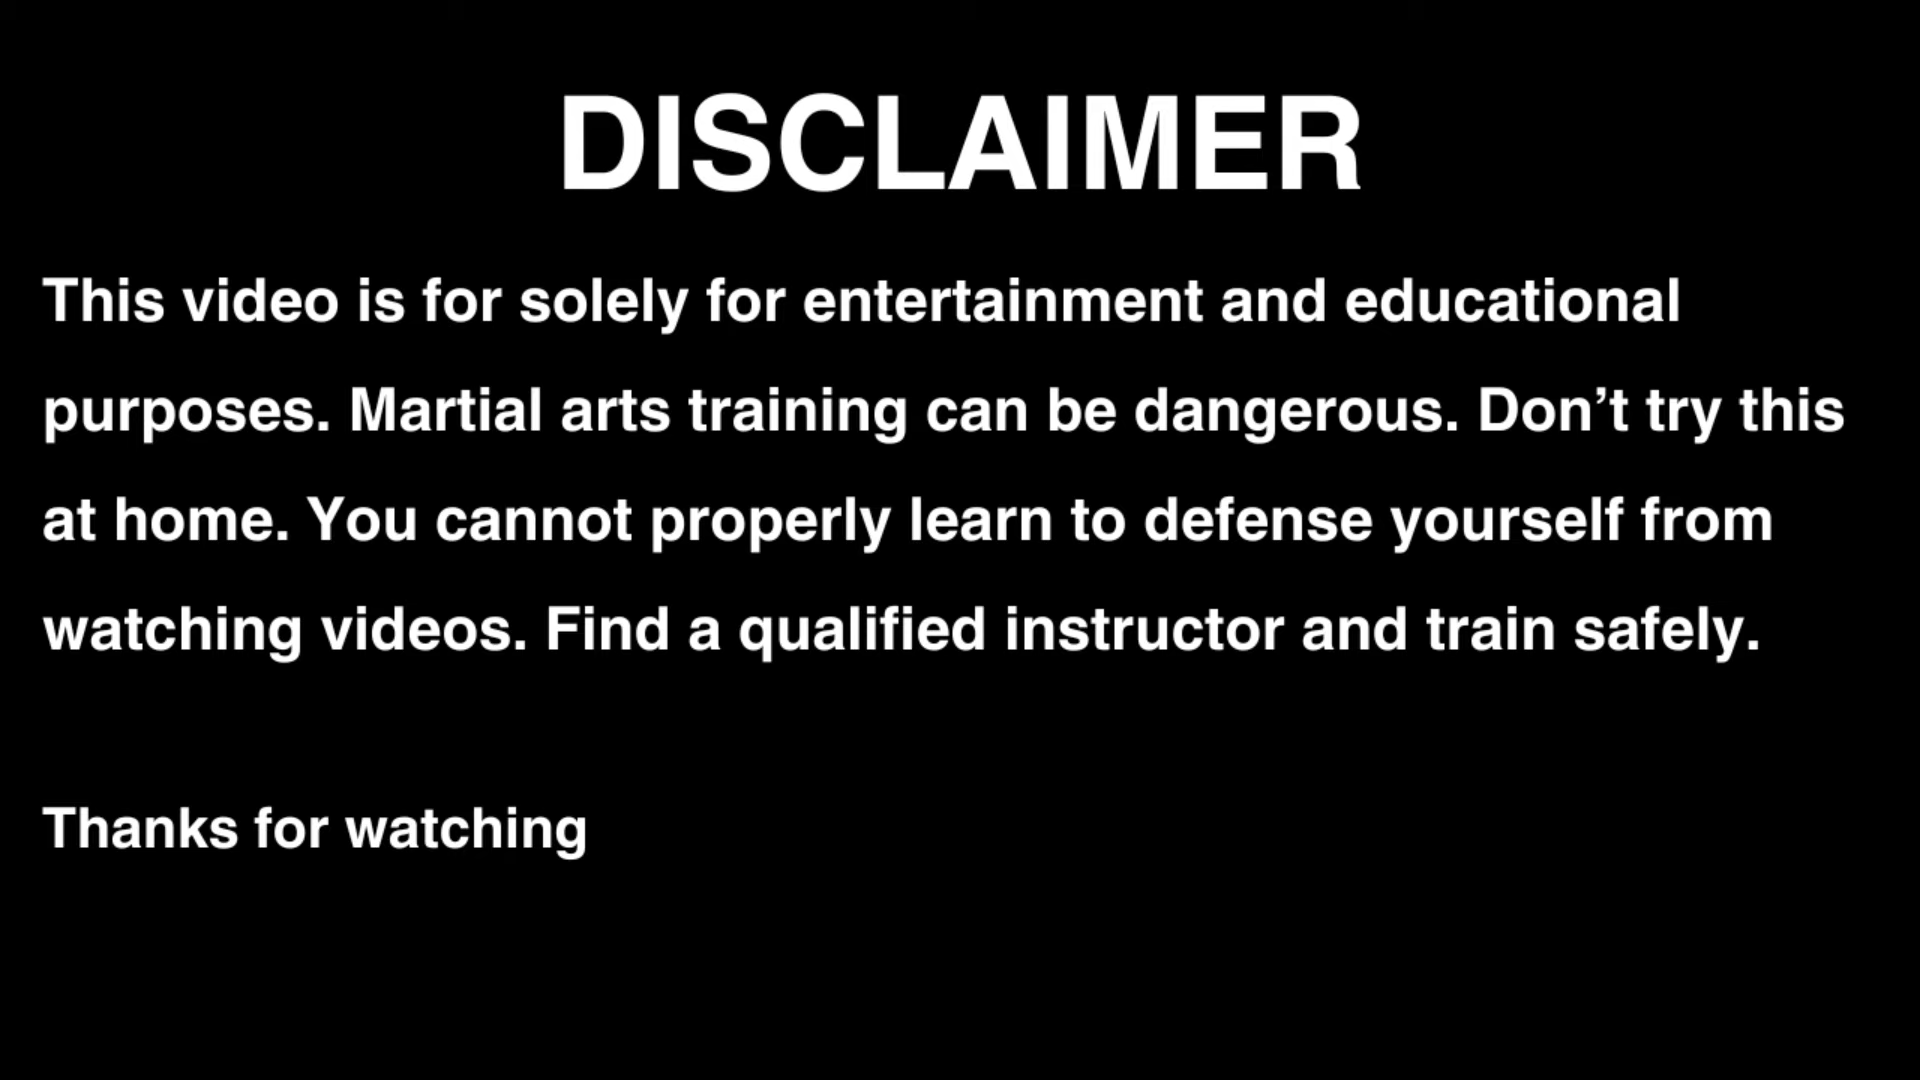 DISCLAIMER
This video is for solely for entertainment and educational
purposes. Martial arts training can be dangerous. Don’t try this
at home. You cannot properly learn to defense yourself from
watching videos. Find a qualified instructor and train safely.
Thanks for watching